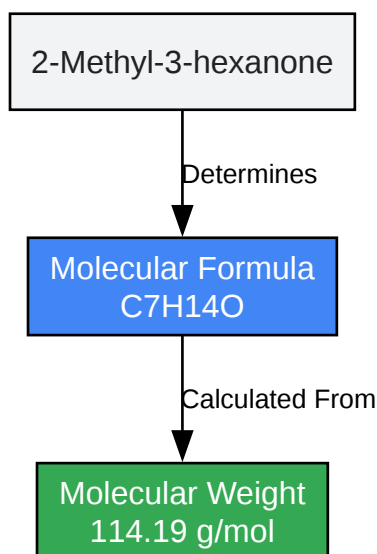 2-Methyl-3-hexanone
Determines
Molecular Formula
C7H14O
Calculated From
Molecular Weight
114.19 g/mol